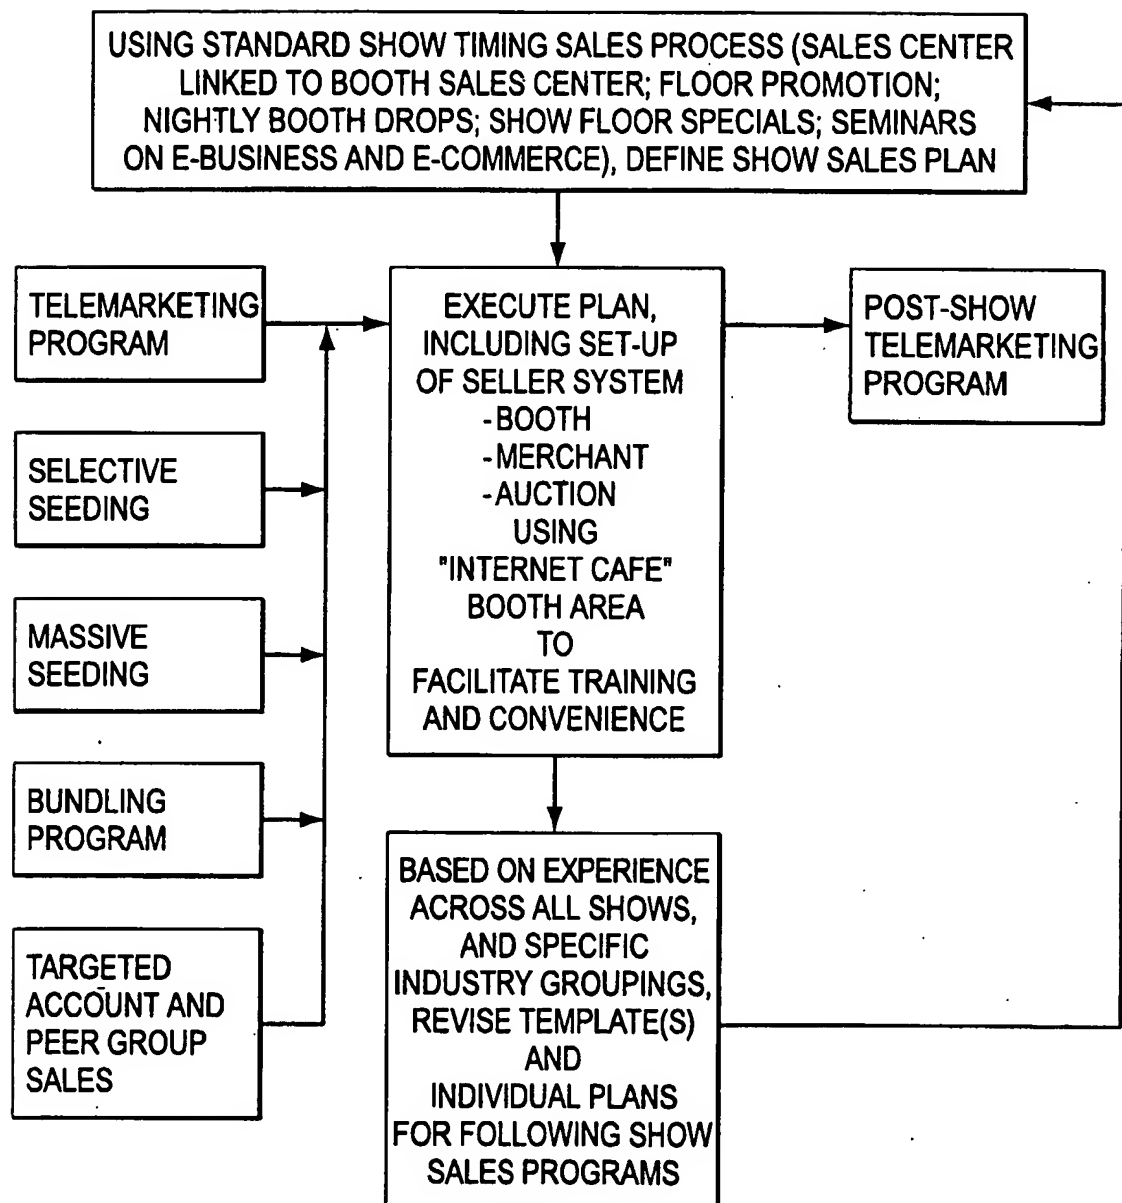 USING STANDARD SHOW TIMING SALES PROCESS (SALES CENTER
LINKED TO BOOTH SALES CENTER; FLOOR PROMOTION;
NIGHTLY BOOTH DROPS; SHOW FLOOR SPECIALS; SEMINARS
ON E-BUSINESS AND E-COMMERCE), DEFINE SHOW SALES PLAN
TELEMARKETING
PROGRAM
SELECTIVE
SEEDING
MASSIVE
SEEDING
BUNDLING
PROGRAM
TARGETED
ACCOUNT AND
PEER GROUP
SALES
EXECUTE PLAN,
INCLUDING SET-UP
OF SELLER SYSTEM
-BOOTH
-MERCHANT
-AUCTION
USING
"INTERNET CAFE"
BOOTH AREA
TO
FACILITATE TRAINING
AND CONVENIENCE
POST-SHOW
TELEMARKETING
PROGRAM
BASED ON EXPERIENCE
ACROSS ALL SHOWS,
AND SPECIFIC
INDUSTRY GROUPINGS,
REVISE TEMPLATE(S)
AND
INDIVIDUAL PLANS
FOR FOLLOWING SHOW
SALES PROGRAMS